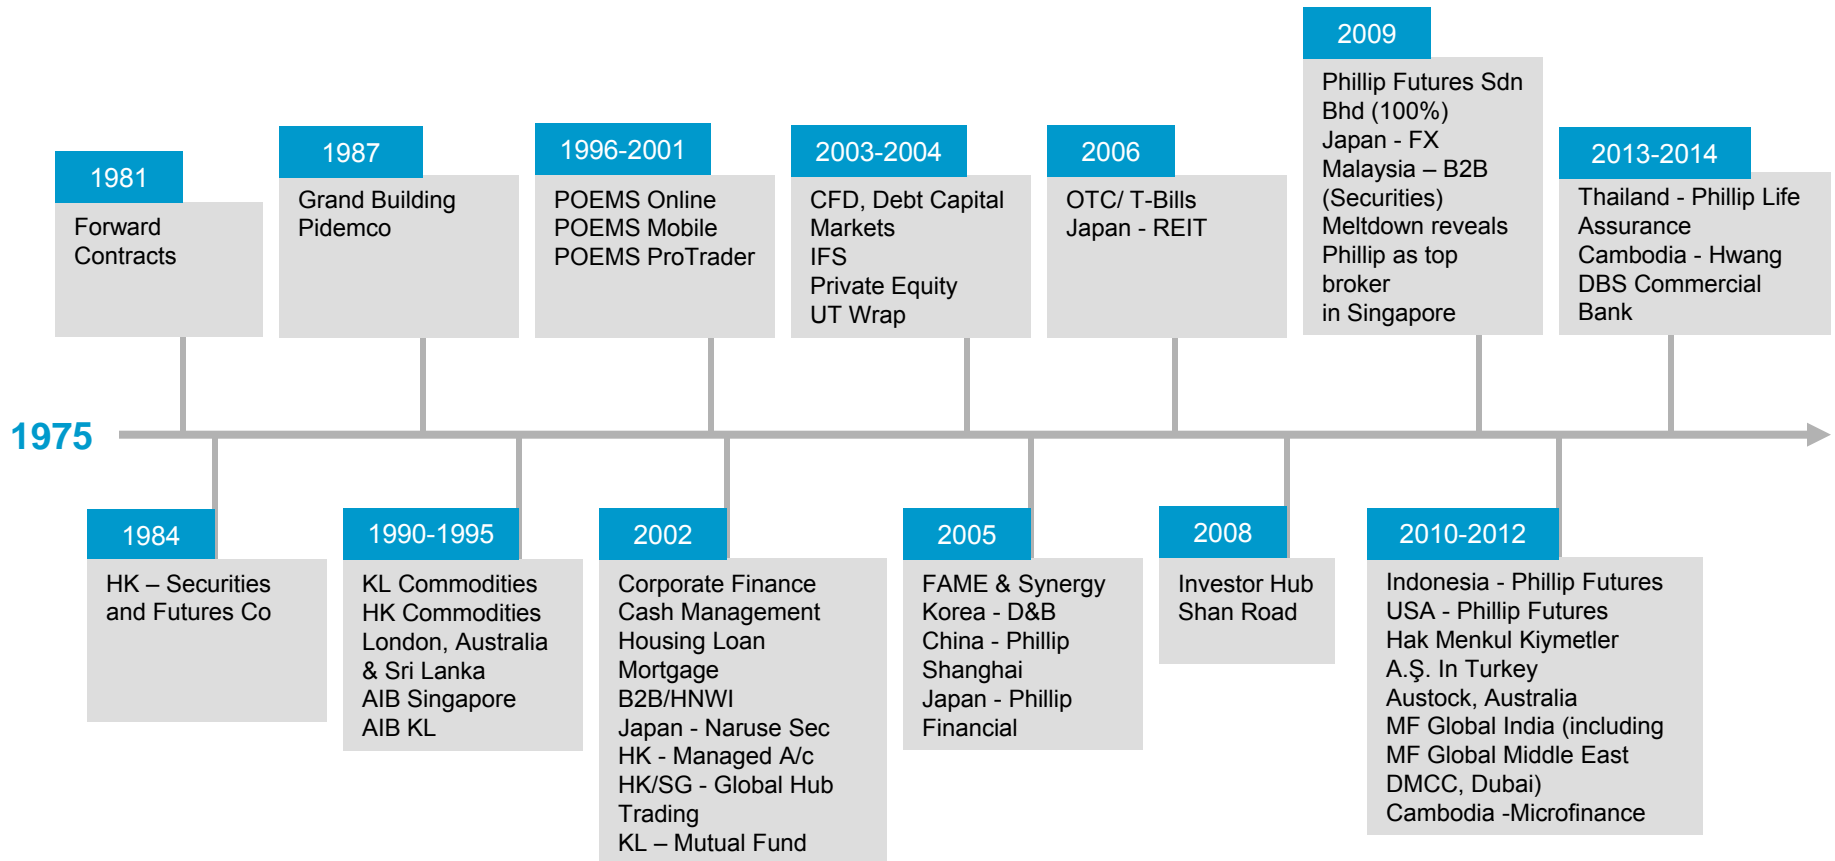 1981
Forward
Contracts
1987
Grand Building
Pidemco
1996-2001
POEMS Online
POEMS Mobile
POEMS ProTrader
2003-2004
CFD, Debt Capital
Markets
IFS
Private Equity
UT Wrap
2006
OTC/ T-Bills
Japan - REIT
2009
Phillip Futures Sdn
Bhd (100%)
Japan - FX
Malaysia – B2B
(Securities)
Meltdown reveals
Phillip as top
broker
in Singapore
2013-2014
Thailand - Phillip Life
Assurance
Cambodia - Hwang
DBS Commercial
Bank
1975
1984
HK – Securities
and Futures Co
1990-1995
KL Commodities
HK Commodities
London, Australia
& Sri Lanka
AIB Singapore
AIB KL
2002
Corporate Finance
Cash Management
Housing Loan
Mortgage
B2B/HNWI
Japan - Naruse Sec
HK - Managed A/c
HK/SG - Global Hub
Trading
KL – Mutual Fund
2005
FAME & Synergy
Korea - D&B
China - Phillip
Shanghai
Japan - Phillip
Financial
2008
Investor Hub
Shan Road
2010-2012
Indonesia - Phillip Futures
USA - Phillip Futures
Hak Menkul Kiymetler
A.Ş. In Turkey
Austock, Australia
MF Global India (including
MF Global Middle East
DMCC, Dubai)
Cambodia -Microfinance